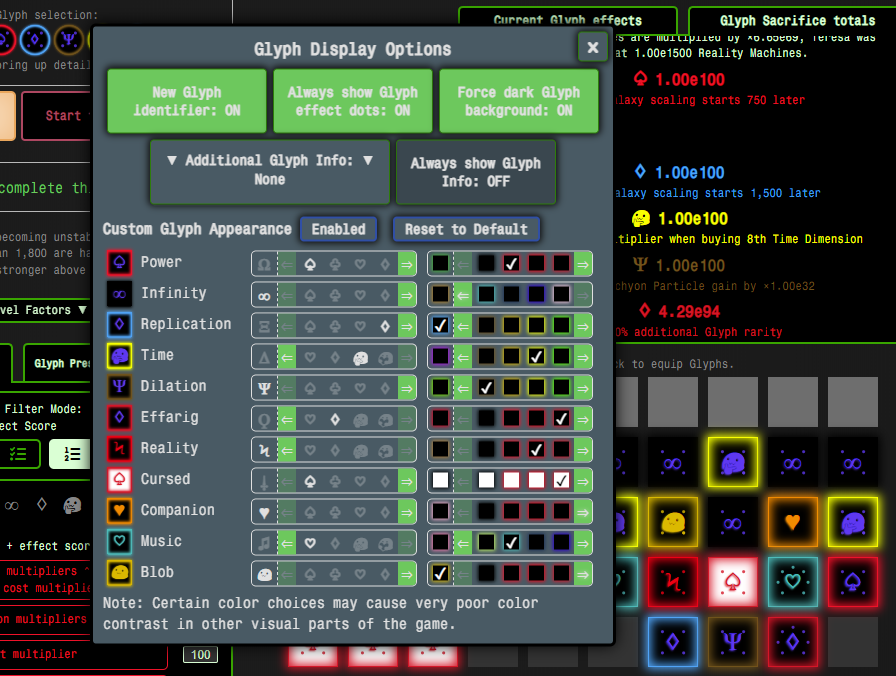 Glyph selection:
Current Glyph effects
Glyph Sacrifice totals
are multiplied by ×6.65e69, Teresa was
at 1.00e1500 Reality Machines.
1.00e100
alaxy scaling starts 750 later
1.00e100
alaxy scaling starts 1,500 later
1.00e100
tiplier when buying 8th Time Dimension
1.00e100
chyon Particle gain by ×1.00e32
4.29e94
0% additional Glyph rarity
ck to equip Glyphs.
ring up detail
Start
complete th
ecoming unstab
an 1,800 are ha
stronger above
vel Factors ▼
Glyph Pres
Filter Mode:
ect Score
+ effect scor
multipliers ^
cost multiplie
on multipliers
t multiplier
100
Glyph Display Options
×
New Glyph
identifier: ON
Always show Glyph
effect dots: ON
Force dark Glyph
background: ON
▼ Additional Glyph Info: ▼
None
Always show Glyph
Info: OFF
Custom Glyph Appearance
Enabled
Reset to Default
Power
Infinity
Replication
Time
Dilation
Effarig
Reality
Cursed
Companion
Music
Blob
Note: Certain color choices may cause very poor color
contrast in other visual parts of the game.